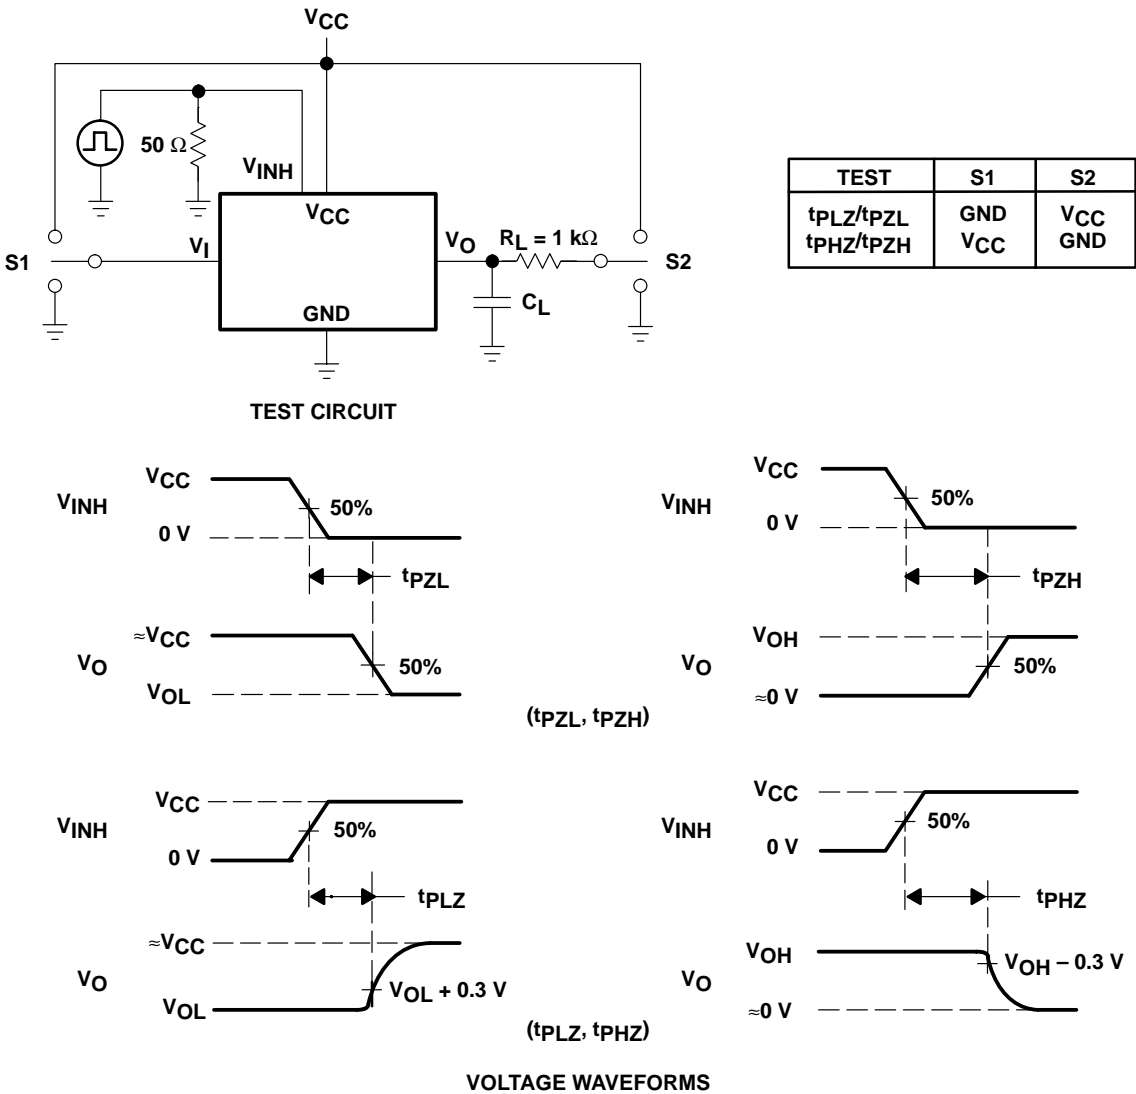 VCC
50 Ω
VINH
VCC
S1
VI
VO
RL = 1 kΩ
S2
CL
GND
TEST CIRCUIT
TEST S1 S2
tPLZ/tPZL GND VCC
tPHZ/tPZH VCC GND
VINH
VCC
50%
0 V
tPZL
VO
≈VCC
50%
VOL
VINH
VCC
50%
0 V
tPZH
VO
VOH
50%
≈0 V
(tPZL, tPZH)
VINH
VCC
50%
0 V
tPLZ
VO
≈VCC
VOL + 0.3 V
VOL
VINH
VCC
50%
0 V
tPHZ
VO
VOH
VOH – 0.3 V
≈0 V
(tPLZ, tPHZ)
VOLTAGE WAVEFORMS